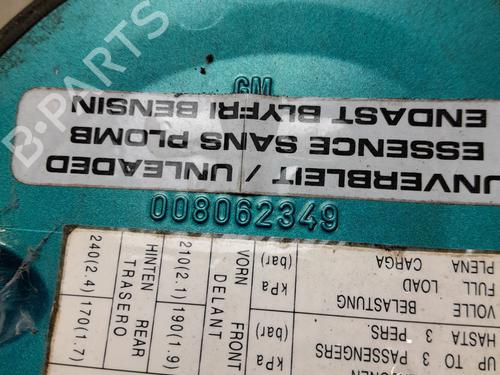 GM
UNVERBLEIT / UNLEADED
ESSENCE SANS PLOMB
ENDAST BLYFRI BENSIN
008062349
UP TO 3 PASSENGERS
HASTA 3 PERS.
VOLLE BELASTUNG
FULL LOAD
PLENA CARGA
kPa (bar)
kPa (bar)
VORN FRONT
DELANT
190(1.9)
210(2.1)
HINTEN REAR
TRASERO
170(1.7)
240(2.4)
B-PARTS